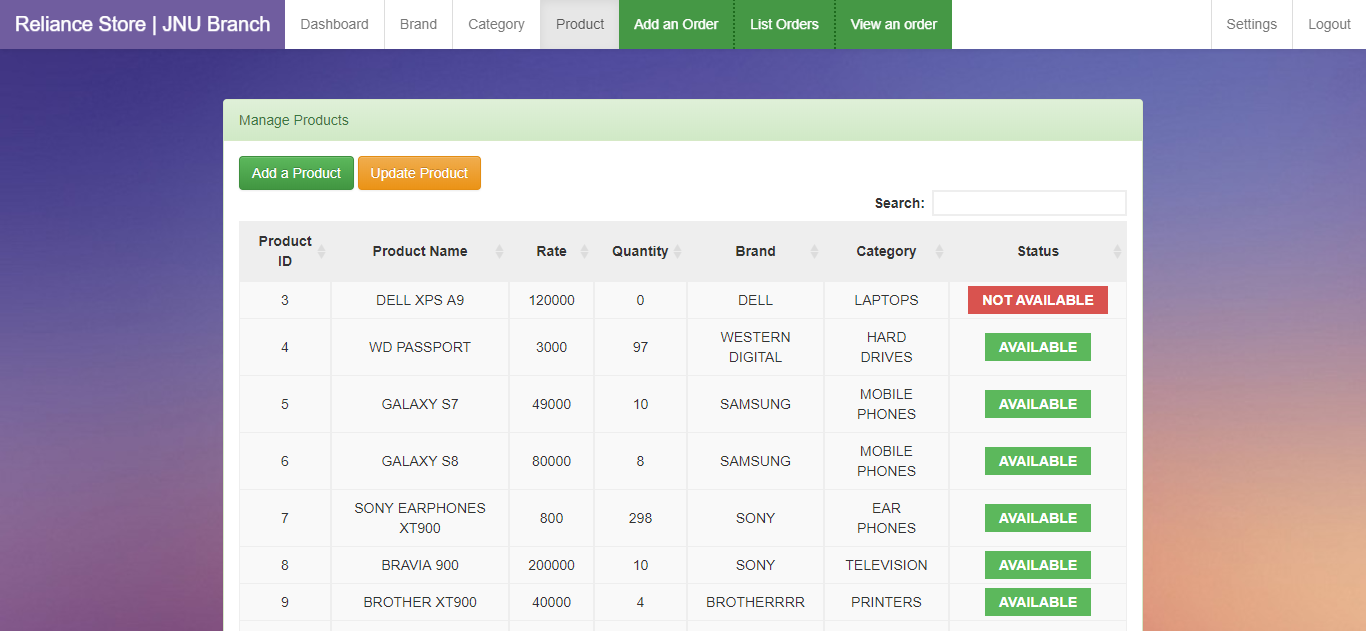 Reliance Store | JNU Branch Dashboard Brand Category Product Add an Order List Orders View an order Settings Logout
Manage Products
Add a Product Update Product
Search:
Product ID Product Name Rate Quantity Brand Category Status
3 DELL XPS A9 120000 0 DELL LAPTOPS NOT AVAILABLE
4 WD PASSPORT 3000 97 WESTERN DIGITAL HARD DRIVES AVAILABLE
5 GALAXY S7 49000 10 SAMSUNG MOBILE PHONES AVAILABLE
6 GALAXY S8 80000 8 SAMSUNG MOBILE PHONES AVAILABLE
7 SONY EARPHONES XT900 800 298 SONY EAR PHONES AVAILABLE
8 BRAVIA 900 200000 10 SONY TELEVISION AVAILABLE
9 BROTHER XT900 40000 4 BROTHERRRR PRINTERS AVAILABLE